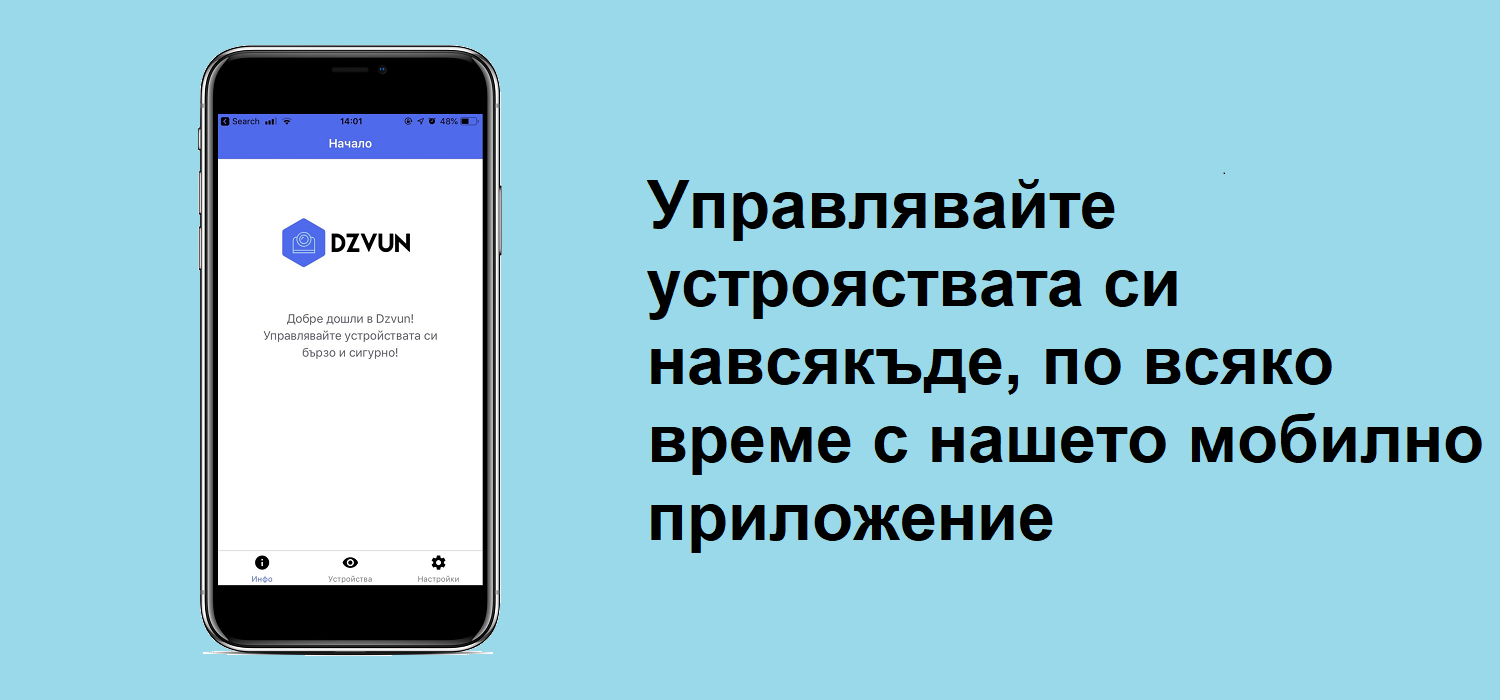 Search 14:01 48%
Начало
DZVUN
Добре дошли в Dzvun!
Управлявайте устройствата си
бързо и сигурно!
Инфо Устройства Настройки
Управлявайте
устрояствата си
навсякъде, по всяко
време с нашето мобилно
приложение